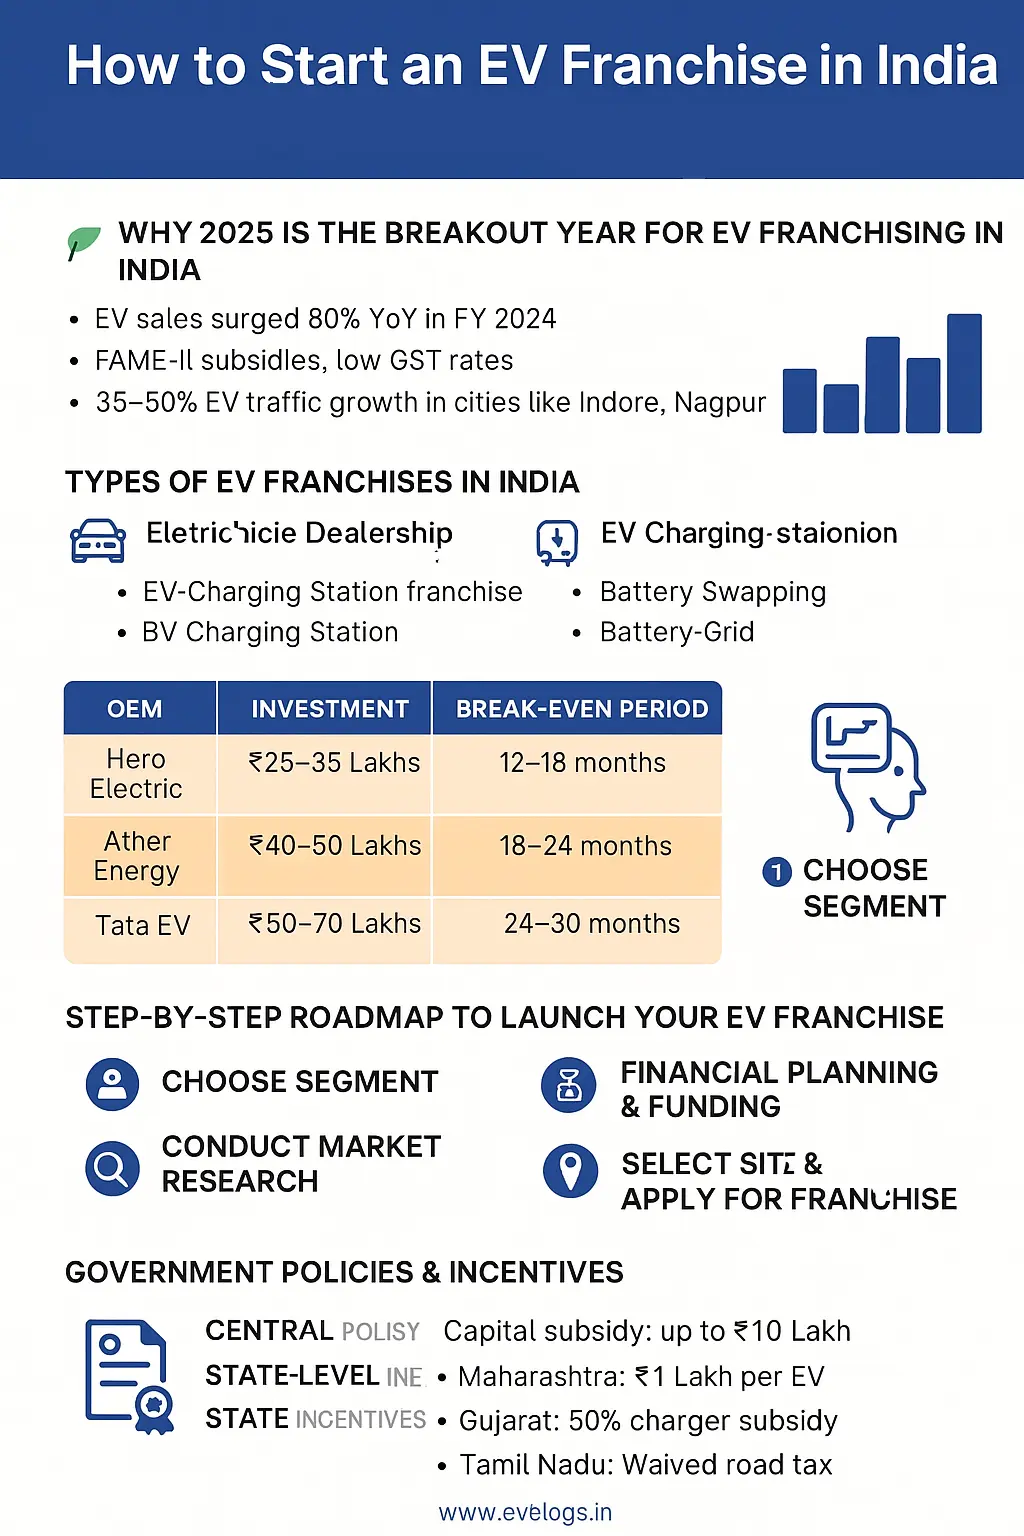 How to Start an EV Franchise in India
WHY 2025 IS THE BREAKOUT YEAR FOR EV FRANCHISING IN
INDIA
• EV sales surged 80% YoY in FY 2024
• FAME-II subsidles, low GST rates
• 35–50% EV traffic growth in cities like Indore, Nagpur
TYPES OF EV FRANCHISES IN INDIA
Dealership
• EV-Charging Station franchise
• BV Charging Station
EV Charging-staionion
• Battery Swapping
• Battery-Grid
OEM INVESTMENT BREAK-EVEN PERIOD
Hero
Electric
₹25–35 Lakhs 12–18 months
Ather
Energy
₹40–50 Lakhs 18–24 months
Tata EV ₹50–70 Lakhs 24–30 months
1 CHOOSE
SEGMENT
STEP-BY-STEP ROADMAP TO LAUNCH YOUR EV FRANCHISE
CHOOSE SEGMENT
CONDUCT MARKET
RESEARCH
FINANCIAL PLANNING
& FUNDING
SELECT SITE &
APPLY FOR FRANCHISE
GOVERNMENT POLICIES & INCENTIVES
CENTRAL POLISY Capital subsidy: up to ₹10 Lakh
STATE-LEVEL INE • Maharashtra: ₹1 Lakh per EV
STATE INCENTIVES • Gujarat: 50% charger subsidy
• Tamil Nadu: Waived road tax
www.evelogs.in